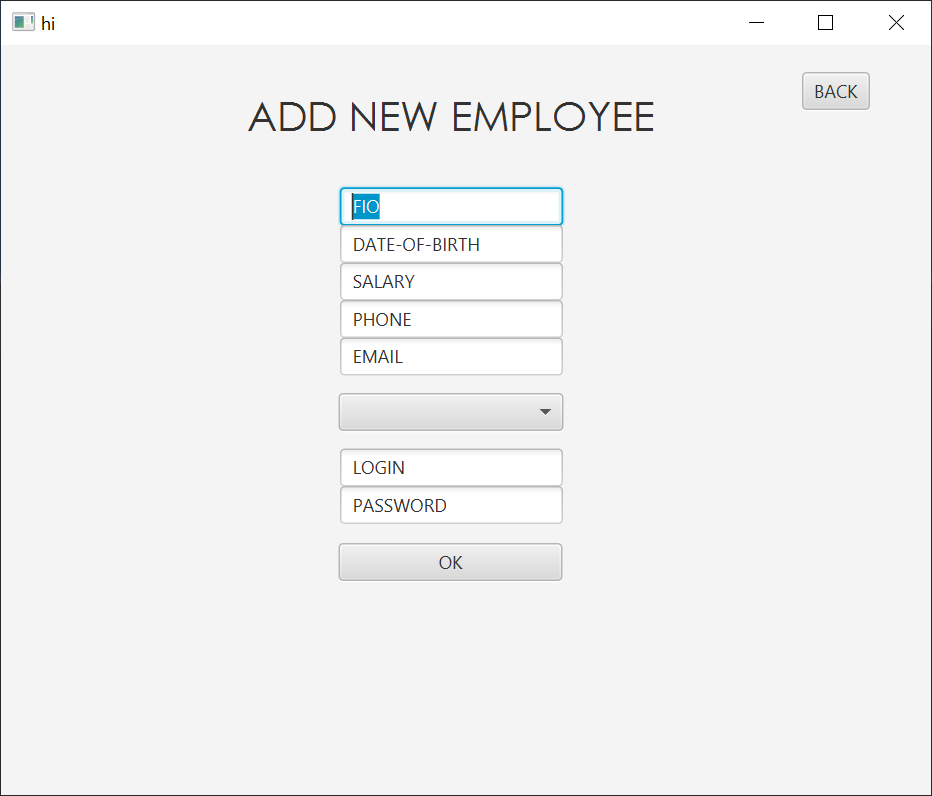 hi
BACK
ADD NEW EMPLOYEE
FIO
DATE-OF-BIRTH
SALARY
PHONE
EMAIL
LOGIN
PASSWORD
OK